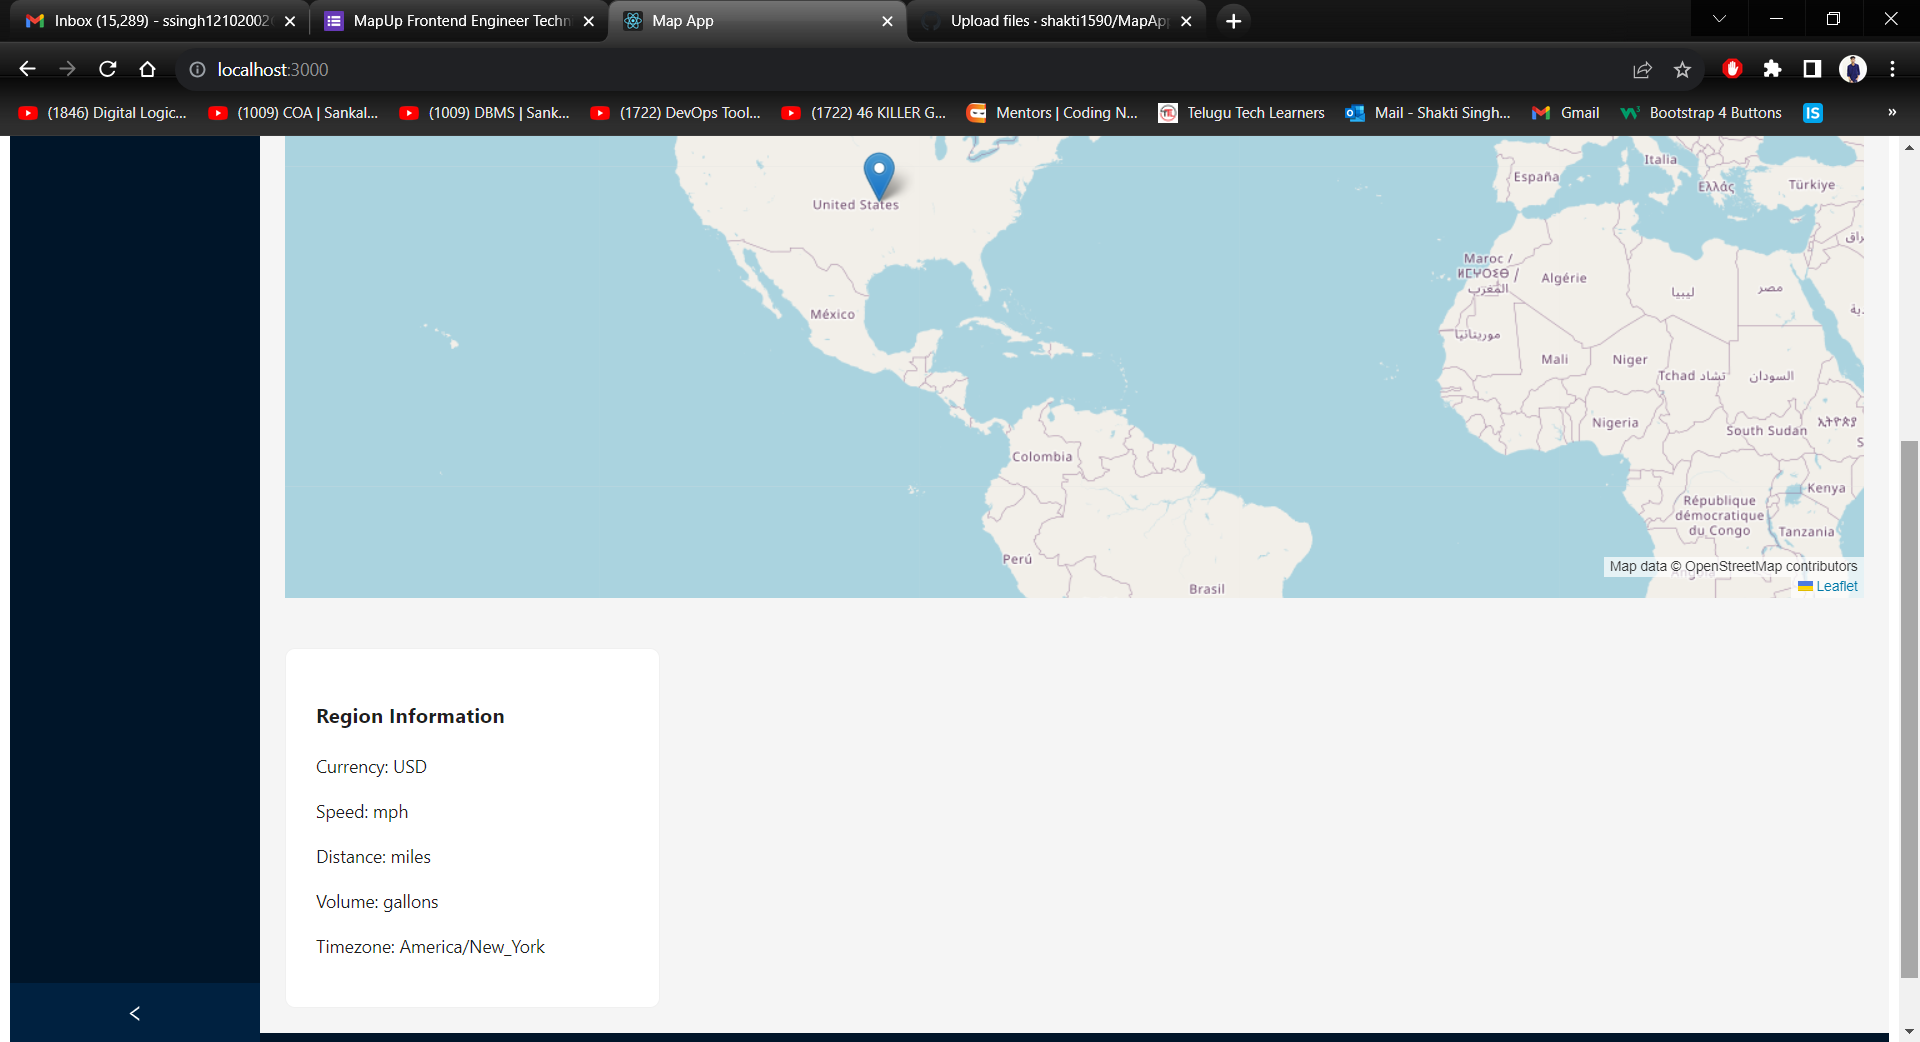 Inbox (15,289) - ssingh12102002
MapUp Frontend Engineer Techn
Map App
Upload files · shakti1590/MapApp
localhost:3000
(1846) Digital Logic...
(1009) COA | Sankal...
(1009) DBMS | Sank...
(1722) DevOps Tool...
(1722) 46 KILLER G...
Mentors | Coding N...
Telugu Tech Learners
Mail - Shakti Singh...
Gmail
Bootstrap 4 Buttons
IS
»
Italia
España
Ελλάς
Türkiye
United States
Maroc /
ⵍⵎⵖⵔⵉⴱ /
المغرب
Algérie
ليبيا
مصر
México
موريتانيا
Mali
Niger
Tchad تشاد
السودان
Nigeria
South Sudan
Colombia
Kenya
République
démocratique
du Congo
Tanzania
Perú
Brasil
Map data © OpenStreetMap contributors
Leaflet
Region Information
Currency: USD
Speed: mph
Distance: miles
Volume: gallons
Timezone: America/New_York